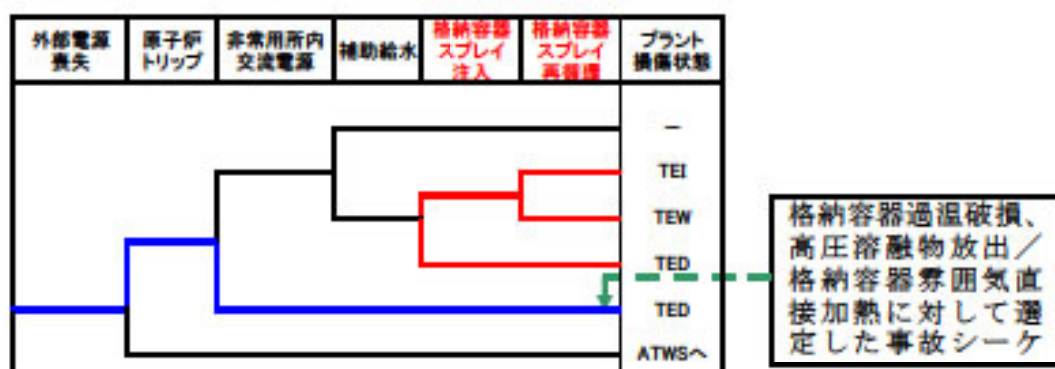 外部電源
喪失
原子炉
トリップ
非常用所内
交流電源
補助給水
格納容器
スプレイ
注入
格納容器
スプレイ
再循環
プラント
損傷状態
－
TEI
TEW
TED
TED
ATWSへ
格納容器過温破損、
高圧溶融物放出／
格納容器雰囲気直
接加熱に対して選
定した事故シーケ